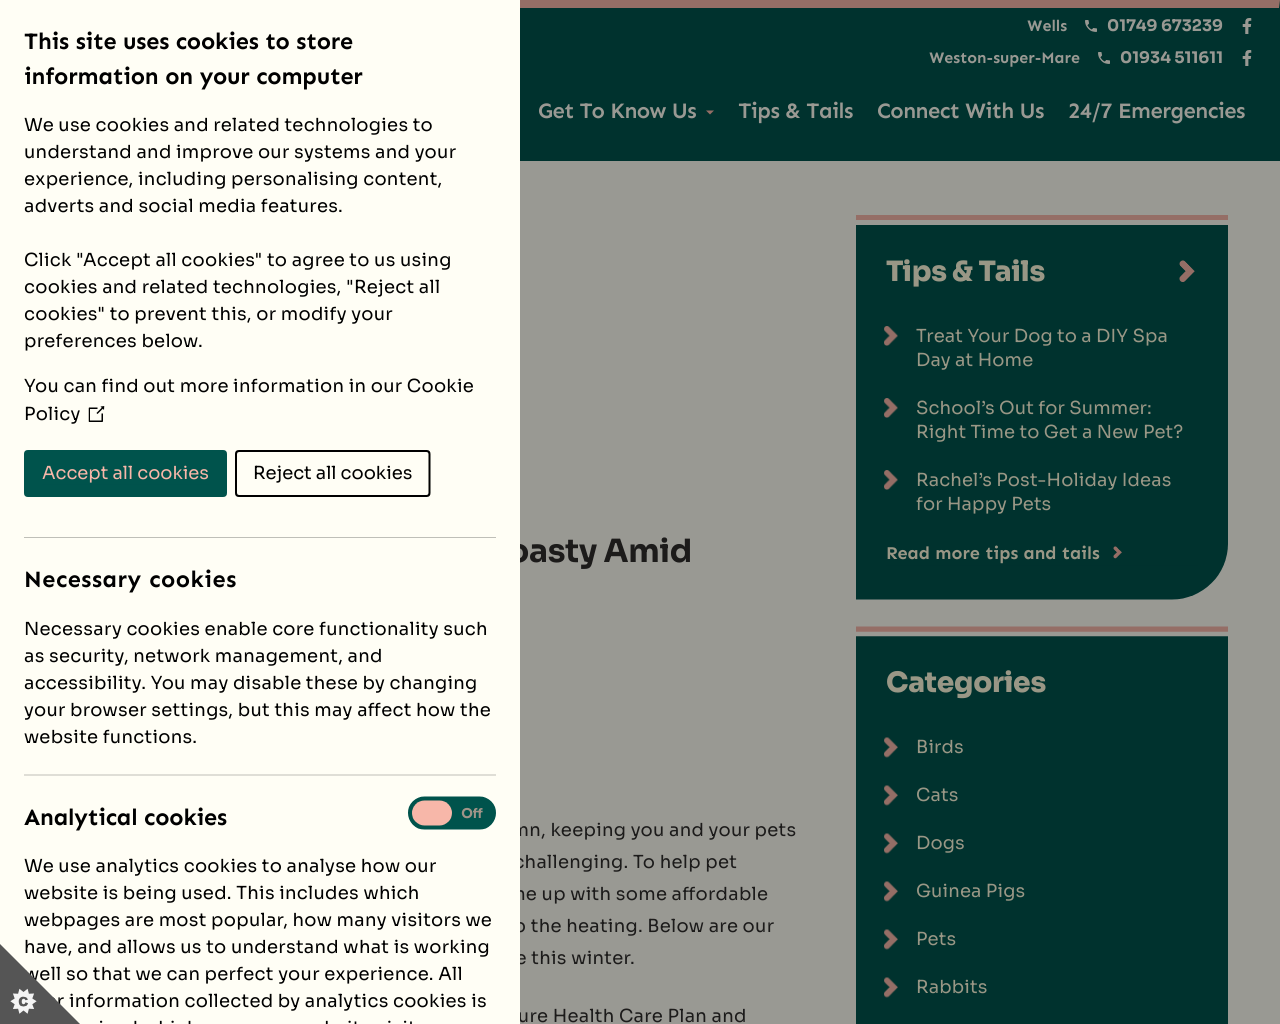 This site uses cookies to store
information on your computer
We use cookies and related technologies to
understand and improve our systems and your
experience, including personalising content,
adverts and social media features.
Click "Accept all cookies" to agree to us using
cookies and related technologies, "Reject all
cookies" to prevent this, or modify your
preferences below.
You can find out more information in our Cookie
Policy
Accept all cookies
Reject all cookies
Necessary cookies
Necessary cookies enable core functionality such
as security, network management, and
accessibility. You may disable these by changing
your browser settings, but this may affect how the
website functions.
Analytical cookies
Off
We use analytics cookies to analyse how our
website is being used. This includes which
webpages are most popular, how many visitors we
have, and allows us to understand what is working
well so that we can perfect your experience. All
information collected by analytics cookies is
Wells 01749 673239
Weston-super-Mare 01934 511611
Get To Know Us
Tips & Tails
Connect With Us
24/7 Emergencies
Amid
keeping you and your pets
challenging. To help pet
up with some affordable
the heating. Below are our
this winter.
Health Care Plan and
Tips & Tails
Treat Your Dog to a DIY Spa
Day at Home
School's Out for Summer:
Right Time to Get a New Pet?
Rachel's Post-Holiday Ideas
for Happy Pets
Read more tips and tails
Categories
Birds
Cats
Dogs
Guinea Pigs
Pets
Rabbits